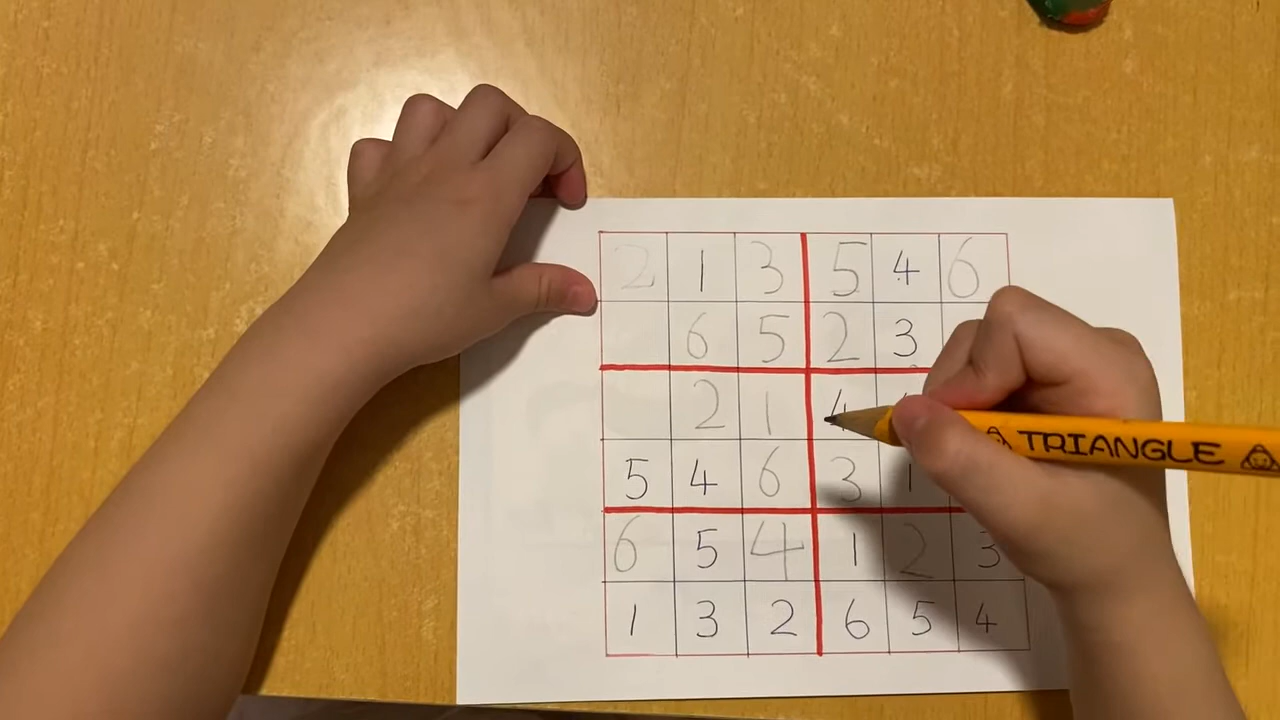 2 1 3 5 4 6
6 5 2 3
2 1 4
5 4 6 3 1
6 5 4 1 2 3
1 3 2 6 5 4
TRIANGLE